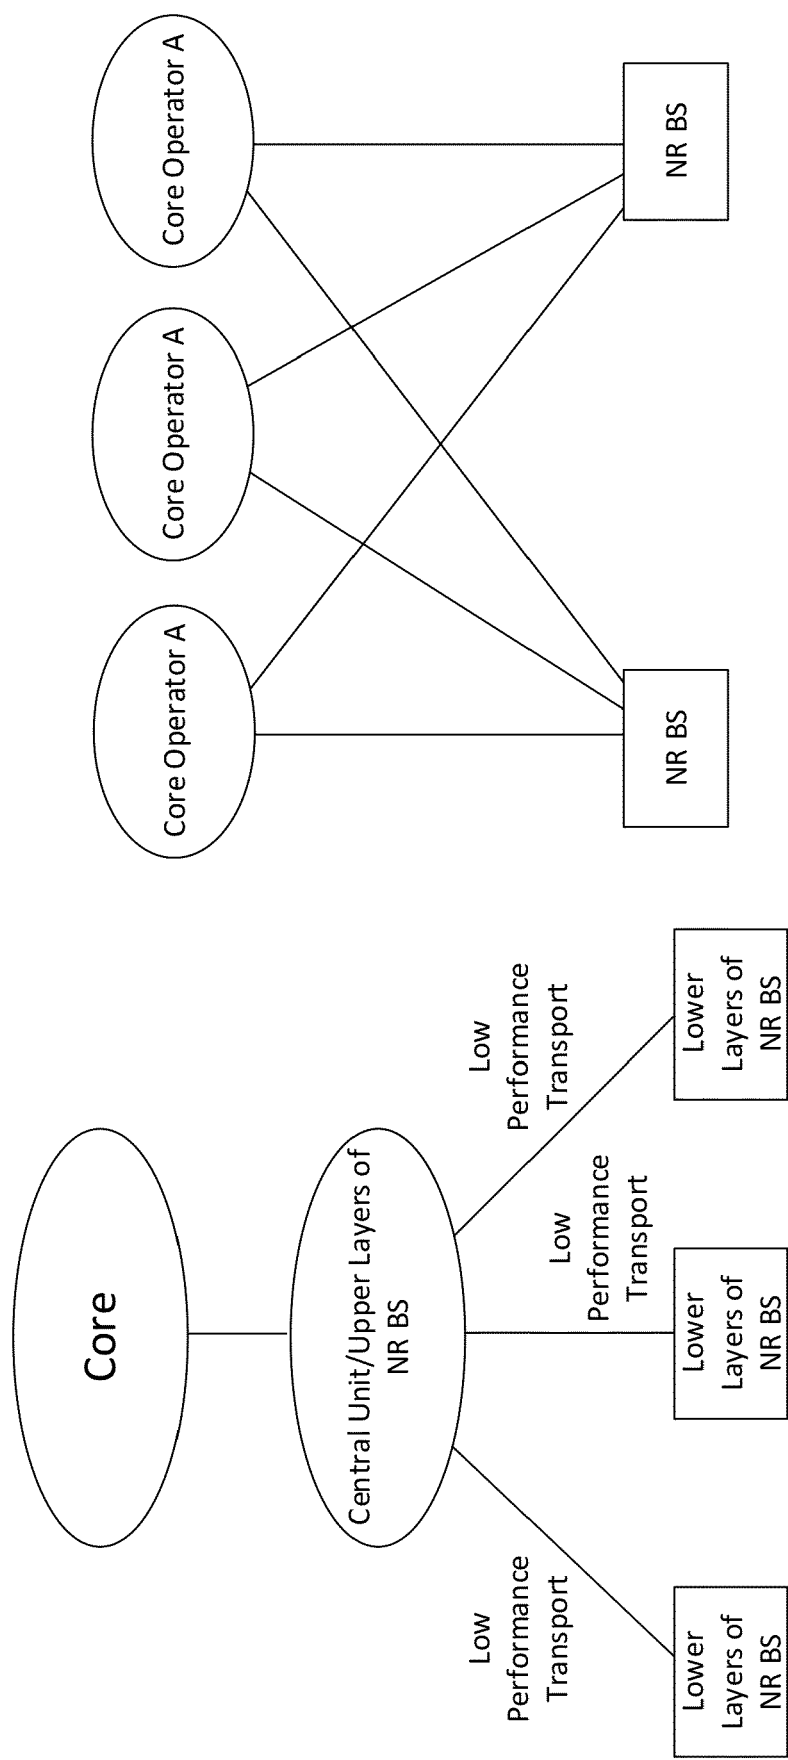 Core
Central Unit/Upper Layers of
NR BS
Low
Performance
Transport
Low
Performance
Transport
Low
Performance
Transport
Lower
Layers of
NR BS
Lower
Layers of
NR BS
Lower
Layers of
NR BS
Core Operator A
Core Operator A
Core Operator A
NR BS
NR BS